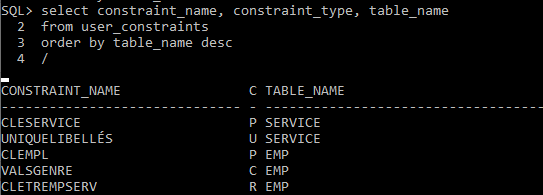 SQL> select constraint_name, constraint_type, table_name
2 from user_constraints
3 order by table_name desc
4 /
CONSTRAINT_NAME C TABLE_NAME
------------------------------ - ------------------------------
CLESERVICE P SERVICE
UNIQUELIBELLÉS U SERVICE
CLEMPL P EMP
VALSGENRE C EMP
CLETREMPSERV R EMP